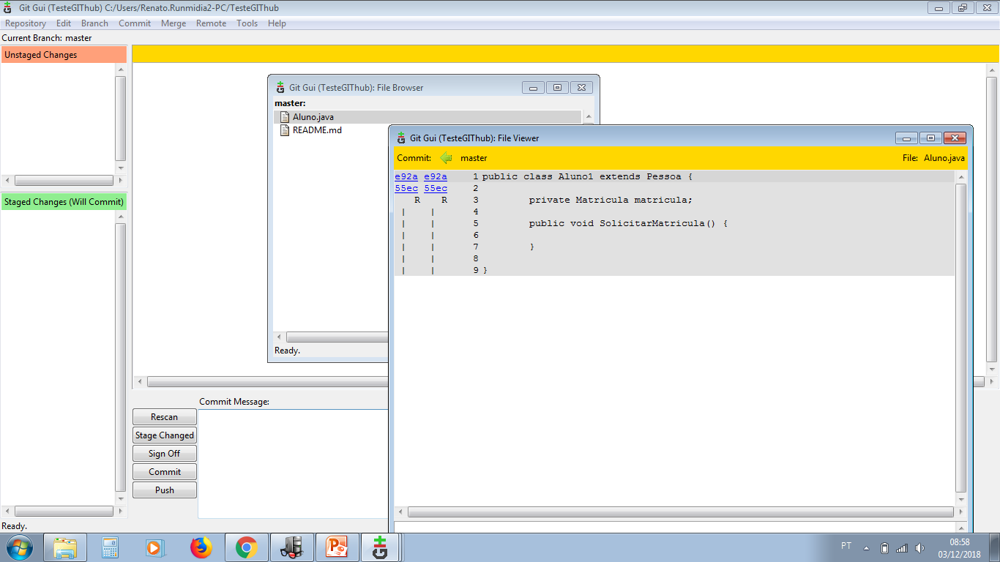 Git Gui (TesteGIThub) C:/Users/Renato.Runmidia2-PC/TesteGIThub
Repository Edit Branch Commit Merge Remote Tools Help
Current Branch: master
Unstaged Changes
Staged Changes (Will Commit)
Git Gui (TesteGIThub): File Browser
master:
Aluno.java
README.md
Ready.
Git Gui (TesteGIThub): File Viewer
Commit: master File: Aluno.java
e92a e92a 1 public class Aluno1 extends Pessoa {
55ec 55ec 2
R R 3 private Matricula matricula;
| | 4
| | 5 public void SolicitarMatricula() {
| | 6
| | 7 }
| | 8
| | 9 }
Commit Message:
Rescan
Stage Changed
Sign Off
Commit
Push
Ready.
PT
08:58
03/12/2018